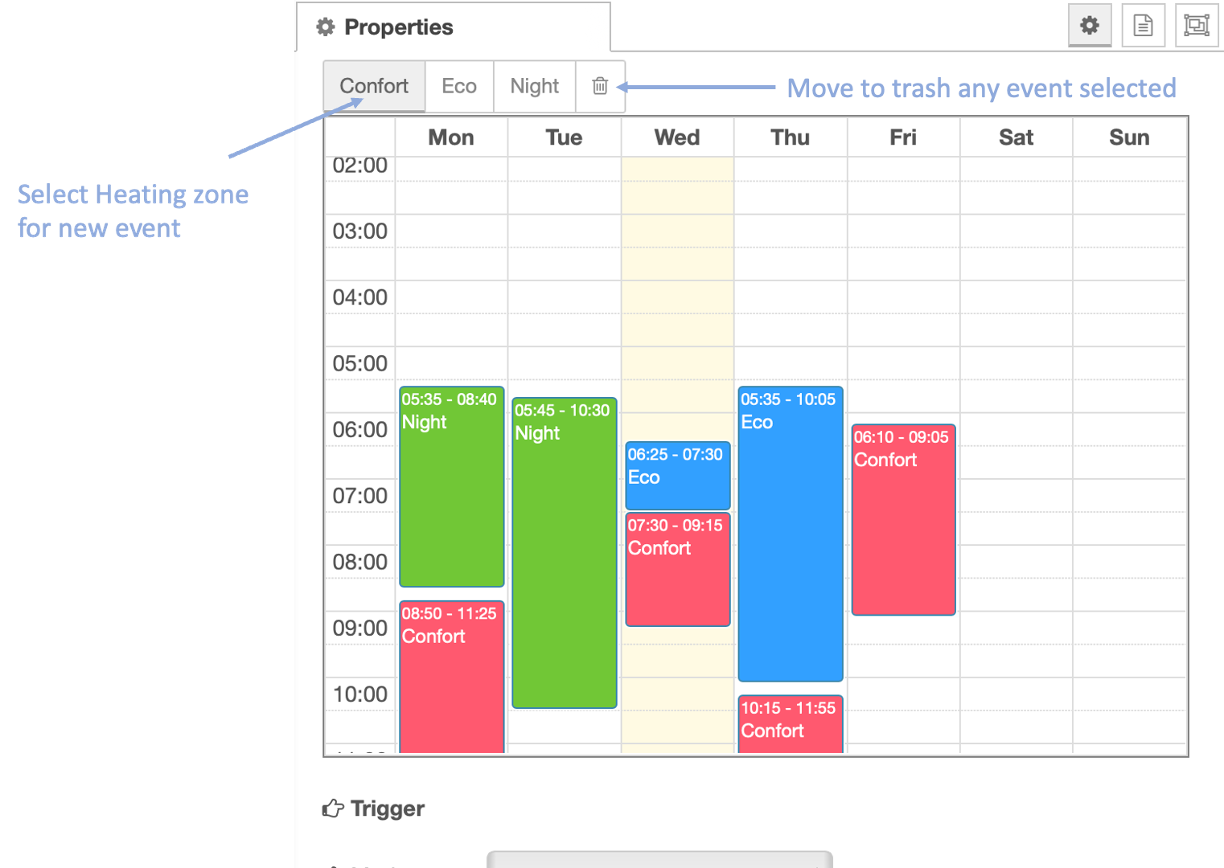 Properties
Confort Eco Night
Move to trash any event selected
Select Heating zone
for new event
Mon Tue Wed Thu Fri Sat Sun
02:00
03:00
04:00
05:00
06:00
07:00
08:00
09:00
10:00
05:35 - 08:40
Night
08:50 - 11:25
Confort
05:45 - 10:30
Night
06:25 - 07:30
Eco
07:30 - 09:15
Confort
05:35 - 10:05
Eco
10:15 - 11:55
Confort
06:10 - 09:05
Confort
Trigger